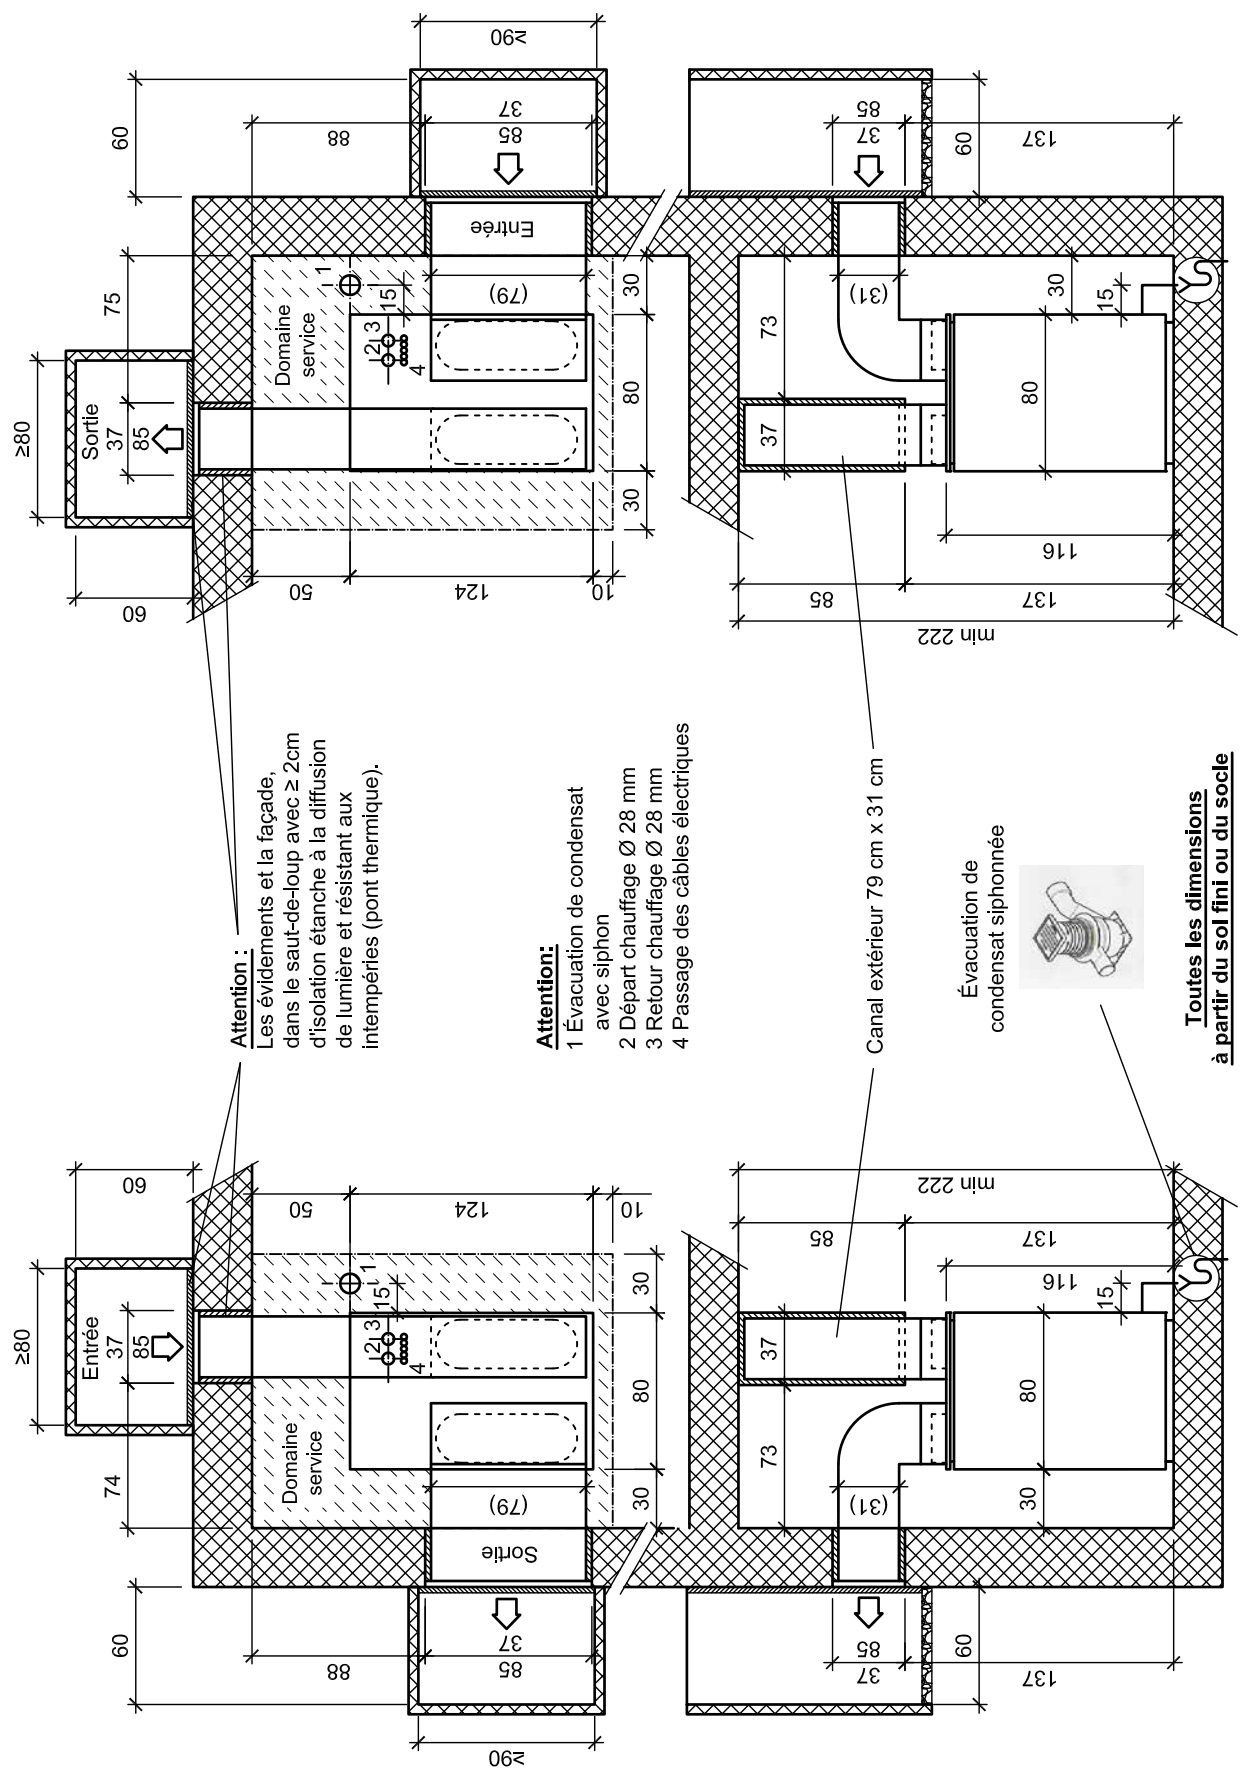 60
≥80
Sortie
37
85
75
60
88
85
37
≥90
Entrée
Domaine
service
1
15
2
3
4
(79)
30
80
30
50
124
10
37
85
137
60
(31)
73
37
30
15
80
116
85
137
min 222
Attention :
Les évidements et la façade,
dans le saut-de-loup avec ≥ 2cm
d'isolation étanche à la diffusion
de lumière et résistant aux
intempéries (pont thermique).
Attention:
1 Évacuation de condensat
avec siphon
2 Départ chauffage Ø 28 mm
3 Retour chauffage Ø 28 mm
4 Passage des câbles électriques
Canal extérieur 79 cm x 31 cm
Évacuation de
condensat siphonnée
Toutes les dimensions
à partir du sol fini ou du socle
60
≥80
Entrée
37
85
74
60
88
85
37
≥90
Sortie
Domaine
service
1
15
2
3
4
(79)
30
80
30
50
124
10
37
85
137
60
(31)
73
37
30
15
80
116
85
137
min 222